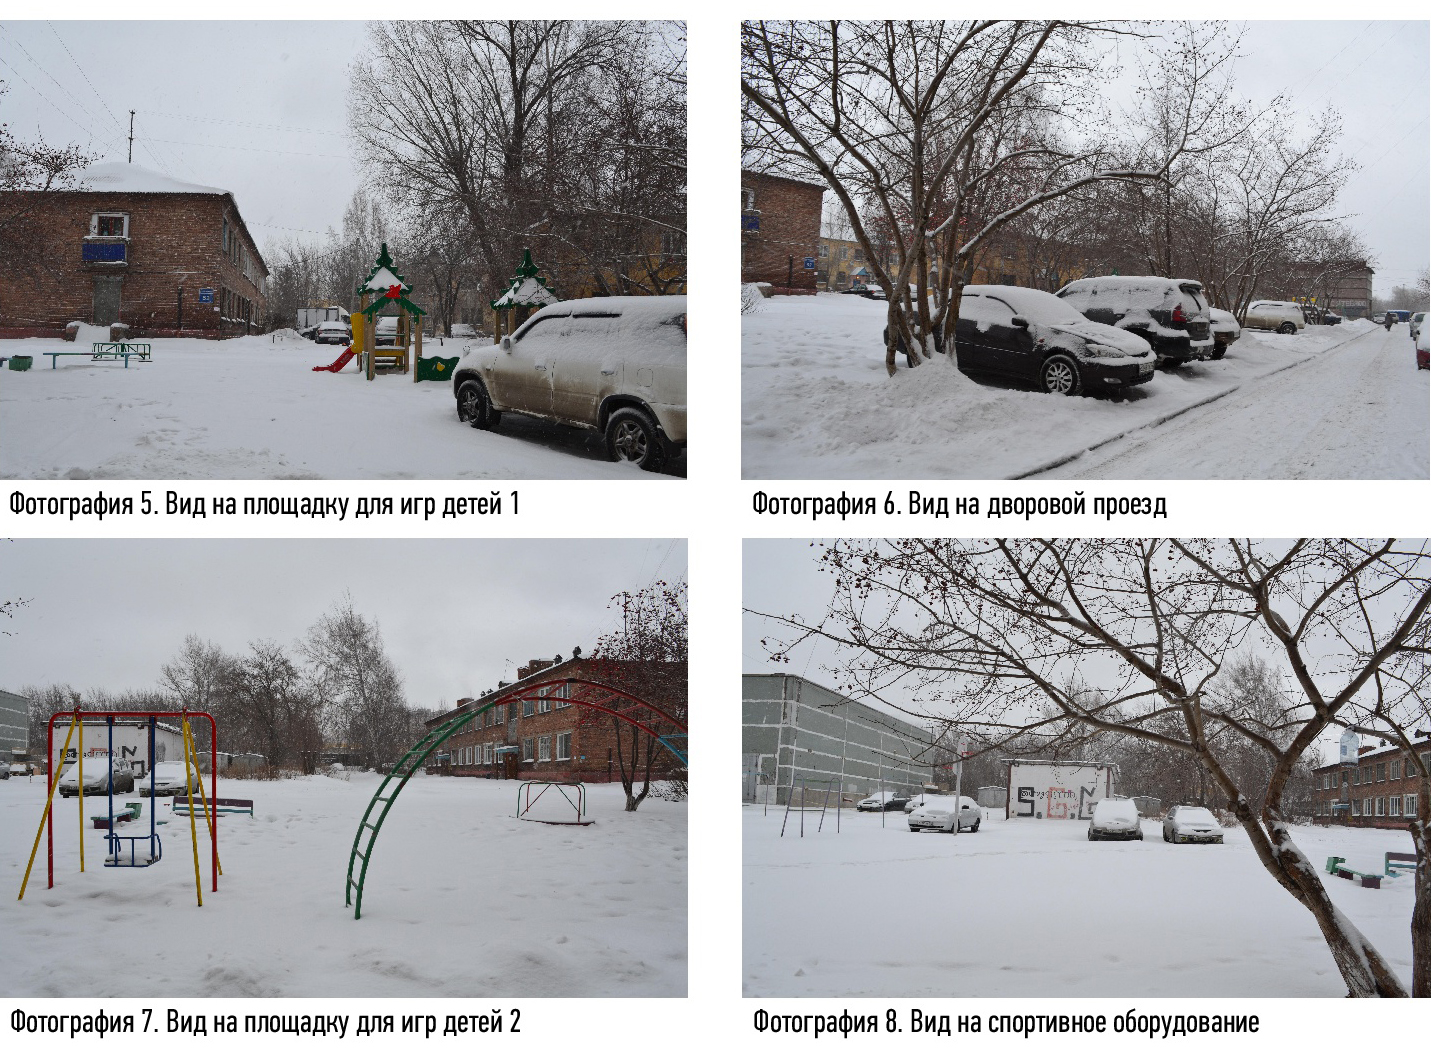 Фотография 5. Вид на площадку для игр детей 1
Фотография 6. Вид на дворовой проезд
Фотография 7. Вид на площадку для игр детей 2
Фотография 8. Вид на спортивное оборудование